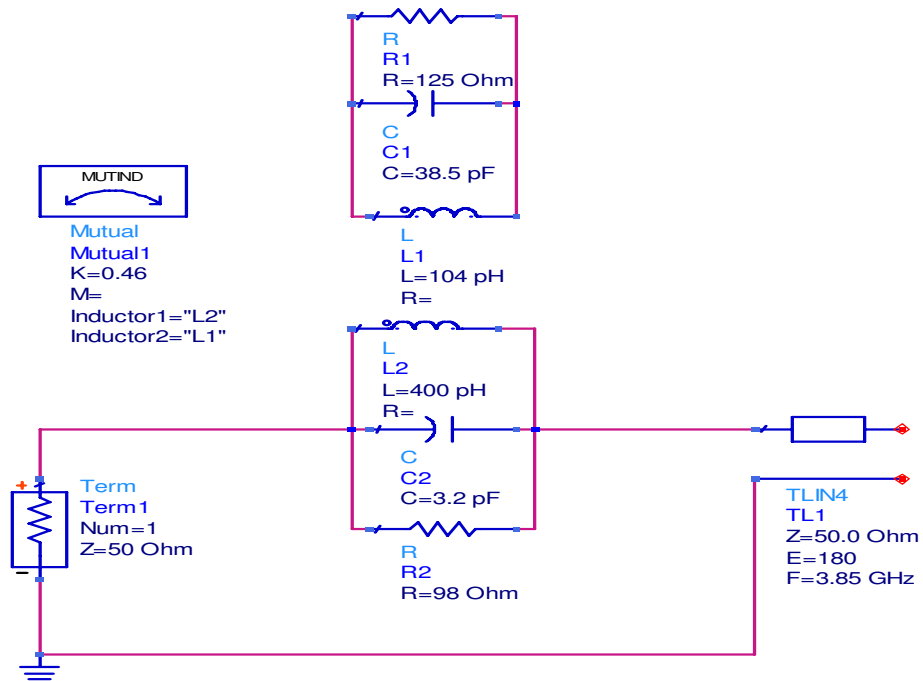 R
R1
R=125 Ohm
C
C1
C=38.5 pF
MUTIND
Mutual
Mutual1
K=0.46
M=
Inductor1="L2"
Inductor2="L1"
L
L1
L=104 pH
R=
L
L2
L=400 pH
R=
C
C2
C=3.2 pF
R
R2
R=98 Ohm
+
Term
Term1
Num=1
Z=50 Ohm
−
TLIN4
TL1
Z=50.0 Ohm
E=180
F=3.85 GHz